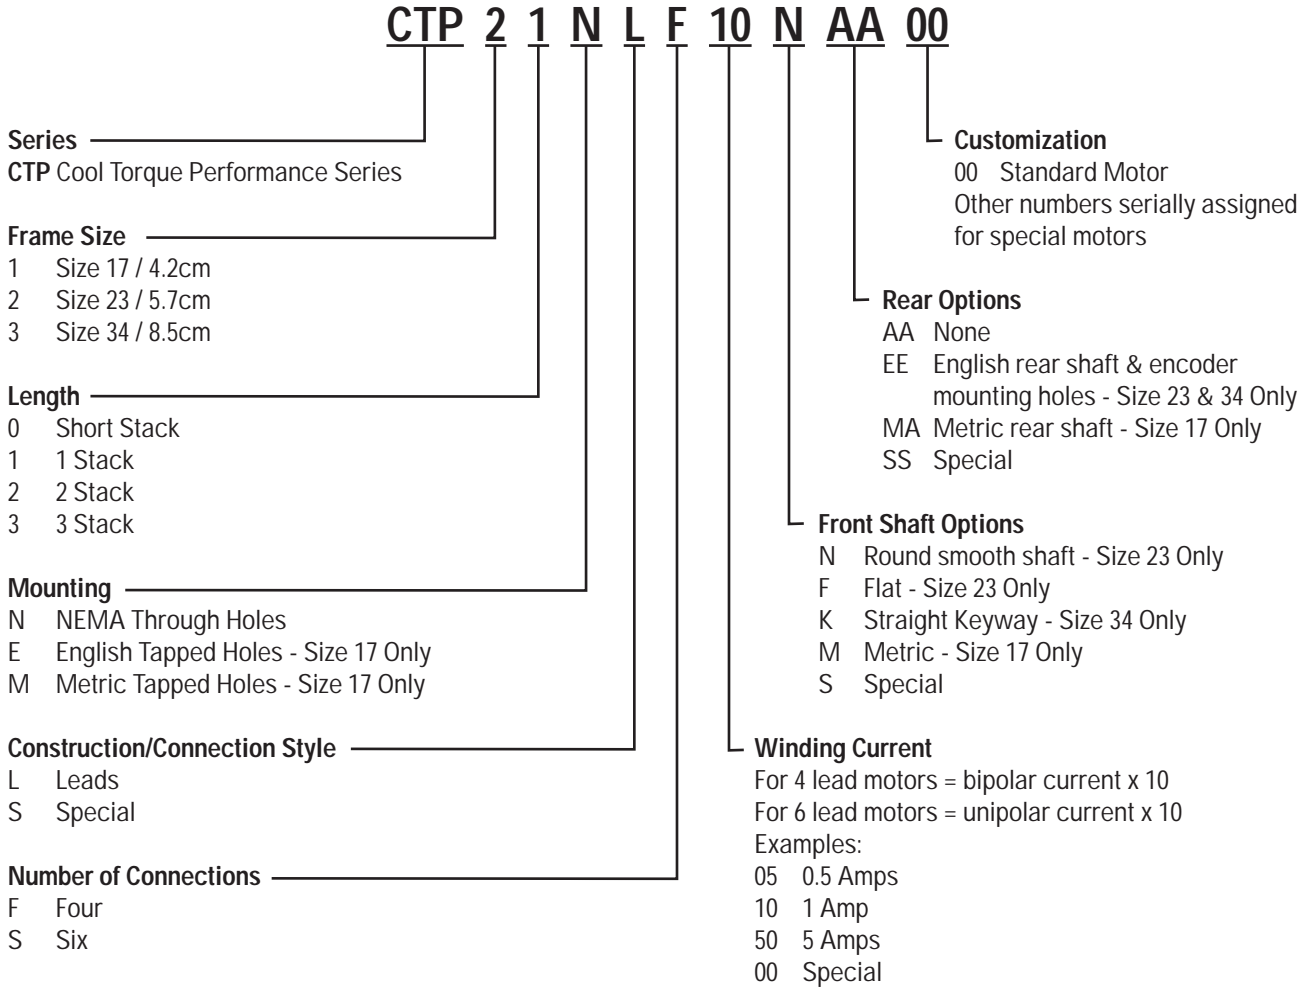 CTP 2 1 N L F 10 N AA 00
Series
CTP Cool Torque Performance Series
Frame Size
1 Size 17 / 4.2cm
2 Size 23 / 5.7cm
3 Size 34 / 8.5cm
Length
0 Short Stack
1 1 Stack
2 2 Stack
3 3 Stack
Mounting
N NEMA Through Holes
E English Tapped Holes - Size 17 Only
M Metric Tapped Holes - Size 17 Only
Construction/Connection Style
L Leads
S Special
Number of Connections
F Four
S Six
Customization
00 Standard Motor
Other numbers serially assigned
for special motors
Rear Options
AA None
EE English rear shaft & encoder
mounting holes - Size 23 & 34 Only
MA Metric rear shaft - Size 17 Only
SS Special
Front Shaft Options
N Round smooth shaft - Size 23 Only
F Flat - Size 23 Only
K Straight Keyway - Size 34 Only
M Metric - Size 17 Only
S Special
Winding Current
For 4 lead motors = bipolar current x 10
For 6 lead motors = unipolar current x 10
Examples:
05 0.5 Amps
10 1 Amp
50 5 Amps
00 Special